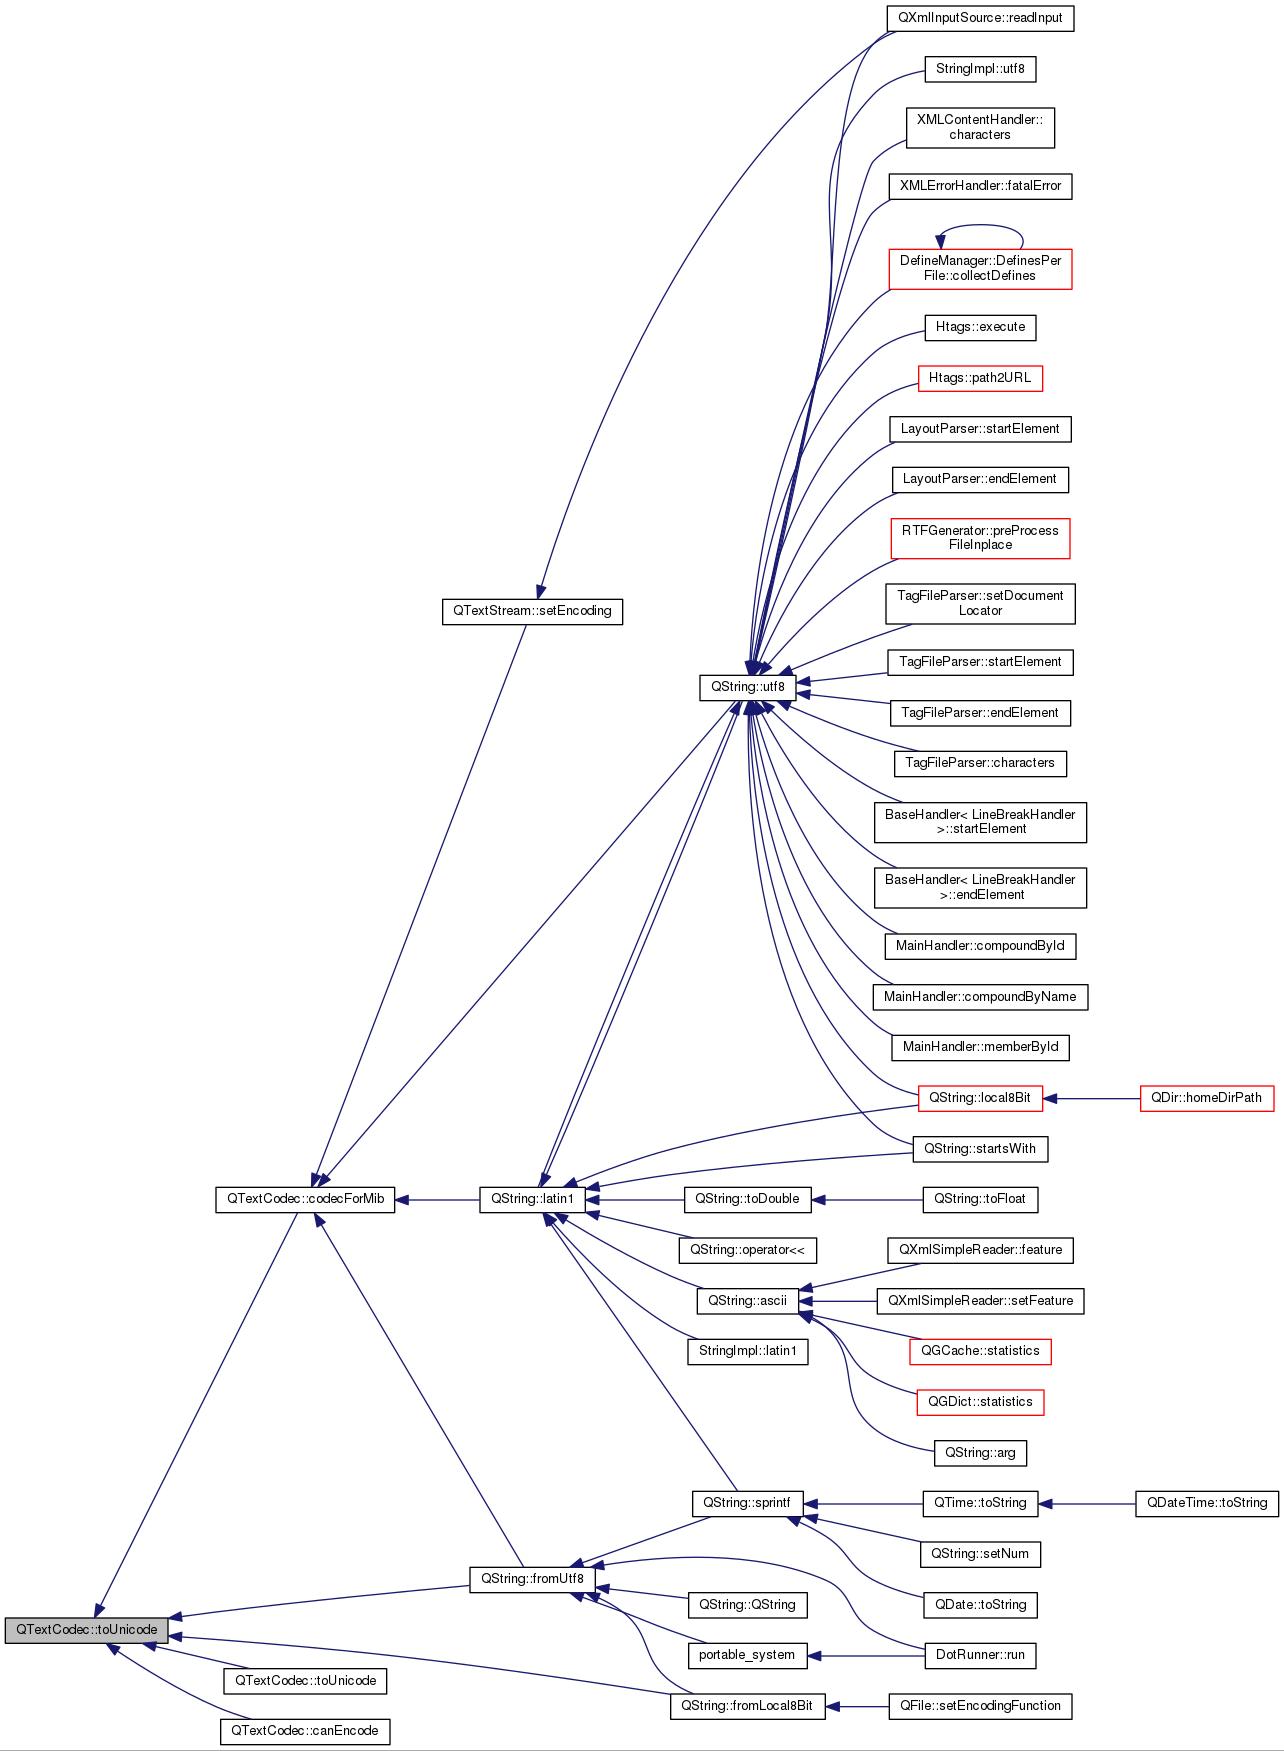 QXmlInputSource::readInput
StringImpl::utf8
XMLContentHandler::
characters
XMLErrorHandler::fatalError
DefineManager::DefinesPer
File::collectDefines
Htags::execute
Htags::path2URL
LayoutParser::startElement
LayoutParser::endElement
RTFGenerator::preProcess
FileInplace
TagFileParser::setDocument
Locator
QTextStream::setEncoding
TagFileParser::startElement
QString::utf8
TagFileParser::endElement
TagFileParser::characters
BaseHandler< LineBreakHandler
>::startElement
BaseHandler< LineBreakHandler
>::endElement
MainHandler::compoundById
MainHandler::compoundByName
MainHandler::memberById
QString::local8Bit
QDir::homeDirPath
QString::startsWith
QTextCodec::codecForMib
QString::latin1
QString::toDouble
QString::toFloat
QString::operator<<
QXmlSimpleReader::feature
QString::ascii
QXmlSimpleReader::setFeature
StringImpl::latin1
QGCache::statistics
QGDict::statistics
QString::arg
QString::sprintf
QTime::toString
QDateTime::toString
QString::setNum
QString::fromUtf8
QString::QString
QDate::toString
QTextCodec::toUnicode
portable_system
DotRunner::run
QTextCodec::toUnicode
QString::fromLocal8Bit
QFile::setEncodingFunction
QTextCodec::canEncode